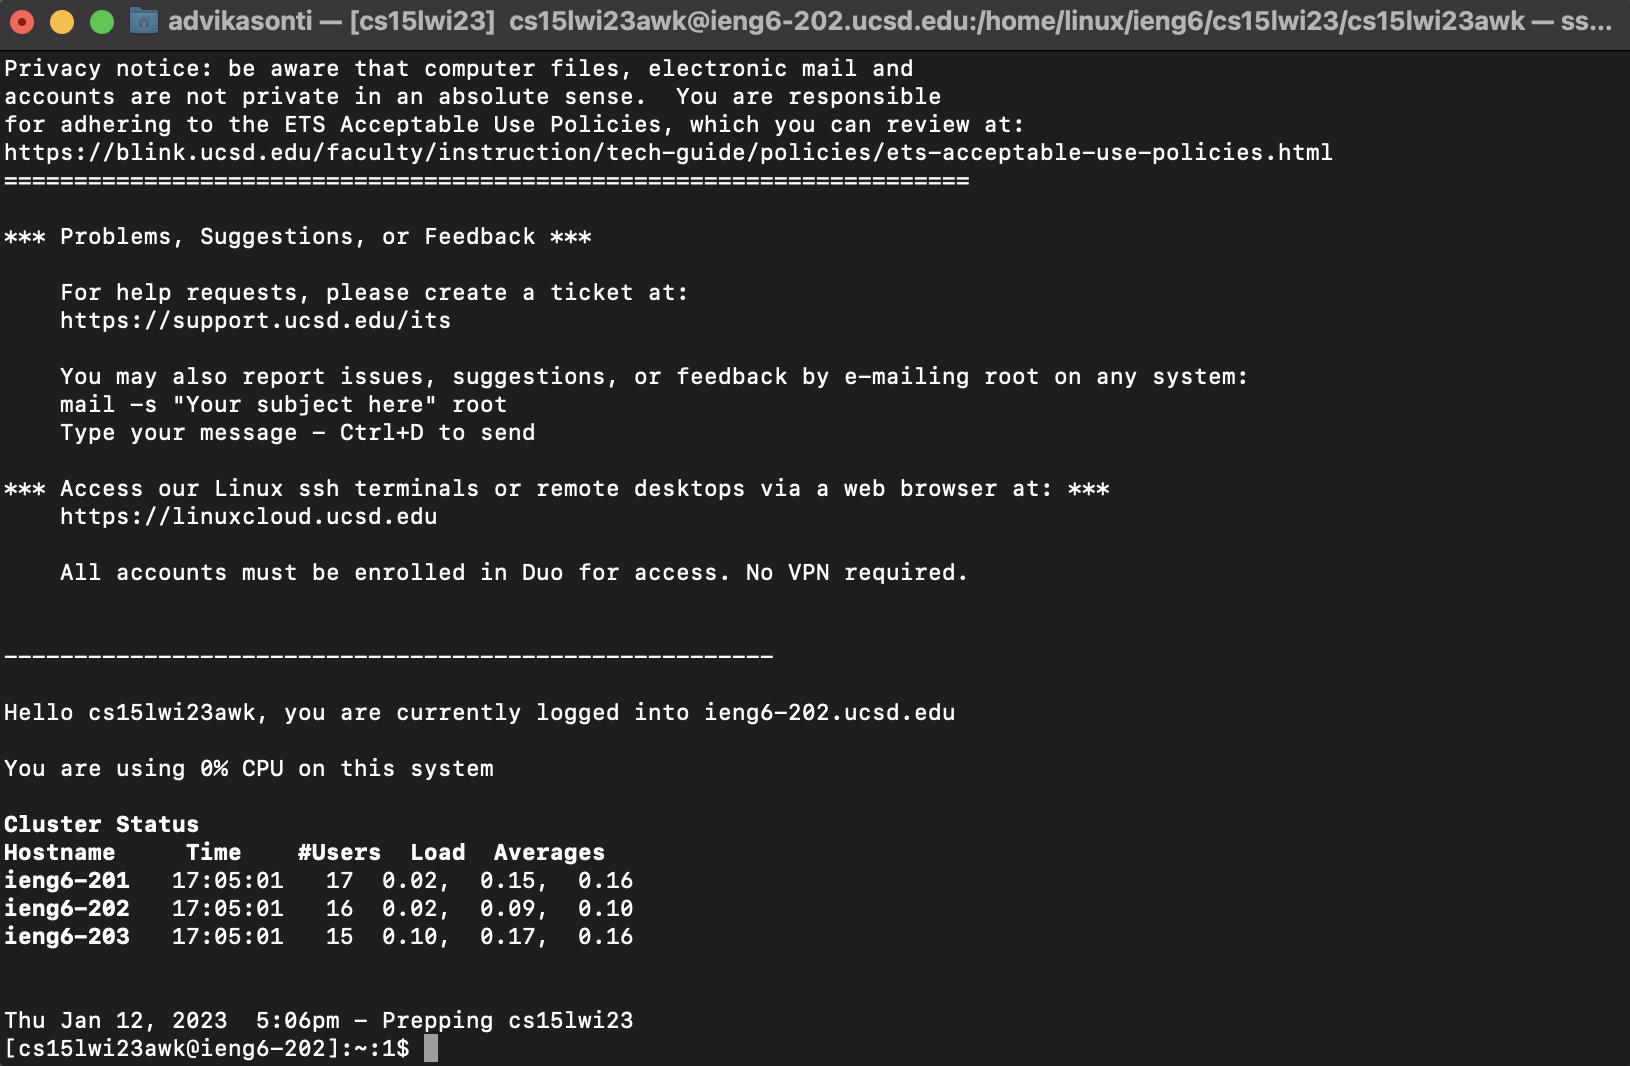 advikasonti — [cs15lwi23] cs15lwi23awk@ieng6-202.ucsd.edu:/home/linux/ieng6/cs15lwi23/cs15lwi23awk — ss...
Privacy notice: be aware that computer files, electronic mail and
accounts are not private in an absolute sense.  You are responsible
for adhering to the ETS Acceptable Use Policies, which you can review at:
https://blink.ucsd.edu/faculty/instruction/tech-guide/policies/ets-acceptable-use-policies.html
=====================================================================
*** Problems, Suggestions, or Feedback ***
For help requests, please create a ticket at:
https://support.ucsd.edu/its
You may also report issues, suggestions, or feedback by e-mailing root on any system:
mail -s "Your subject here" root
Type your message - Ctrl+D to send
*** Access our Linux ssh terminals or remote desktops via a web browser at: ***
https://linuxcloud.ucsd.edu
All accounts must be enrolled in Duo for access. No VPN required.
-------------------------------------------------------
Hello cs15lwi23awk, you are currently logged into ieng6-202.ucsd.edu
You are using 0% CPU on this system
Cluster Status
Hostname     Time    #Users  Load  Averages
ieng6-201   17:05:01   17  0.02,  0.15,  0.16
ieng6-202   17:05:01   16  0.02,  0.09,  0.10
ieng6-203   17:05:01   15  0.10,  0.17,  0.16
Thu Jan 12, 2023  5:06pm - Prepping cs15lwi23
[cs15lwi23awk@ieng6-202]:~:1$